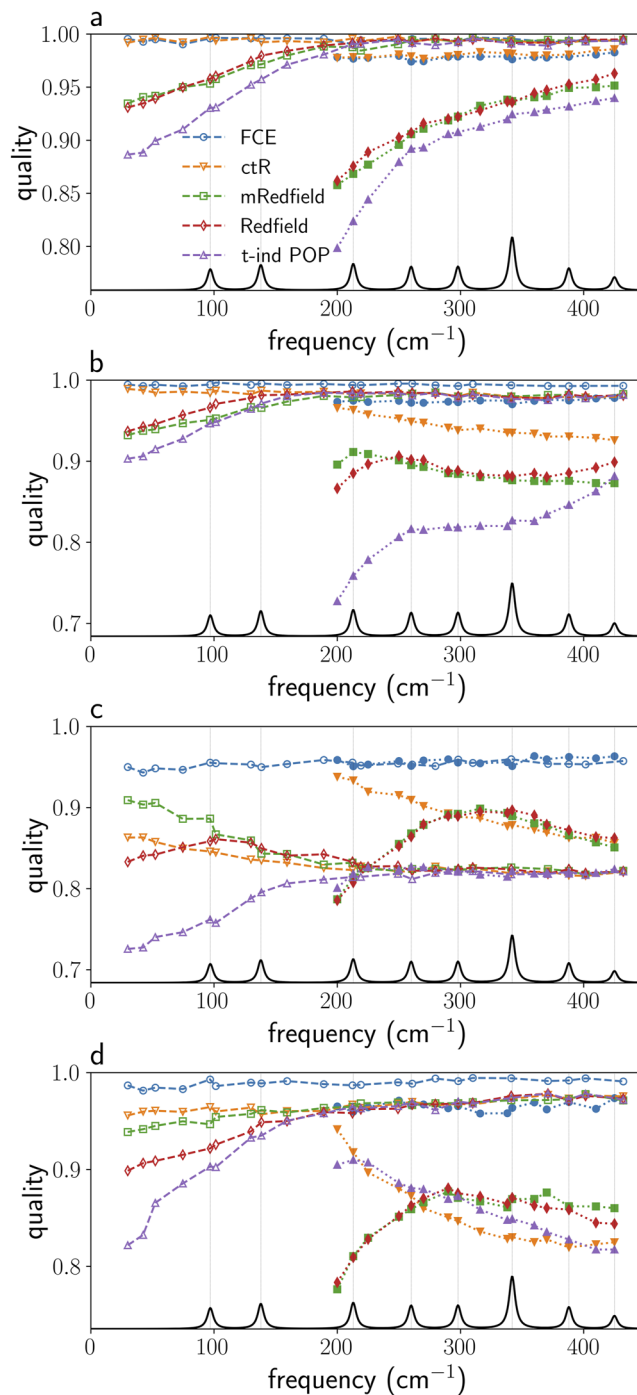 a
1.00
0.95
0.90
0.85
0.80
quality
FCE
ctR
mRedfield
Redfield
t-ind POP
0 100 200 300 400
frequency (cm⁻¹)
b
1.0
0.9
0.8
0.7
quality
0 100 200 300 400
frequency (cm⁻¹)
c
1.0
0.9
0.8
0.7
quality
0 100 200 300 400
frequency (cm⁻¹)
d
1.0
0.9
0.8
quality
0 100 200 300 400
frequency (cm⁻¹)